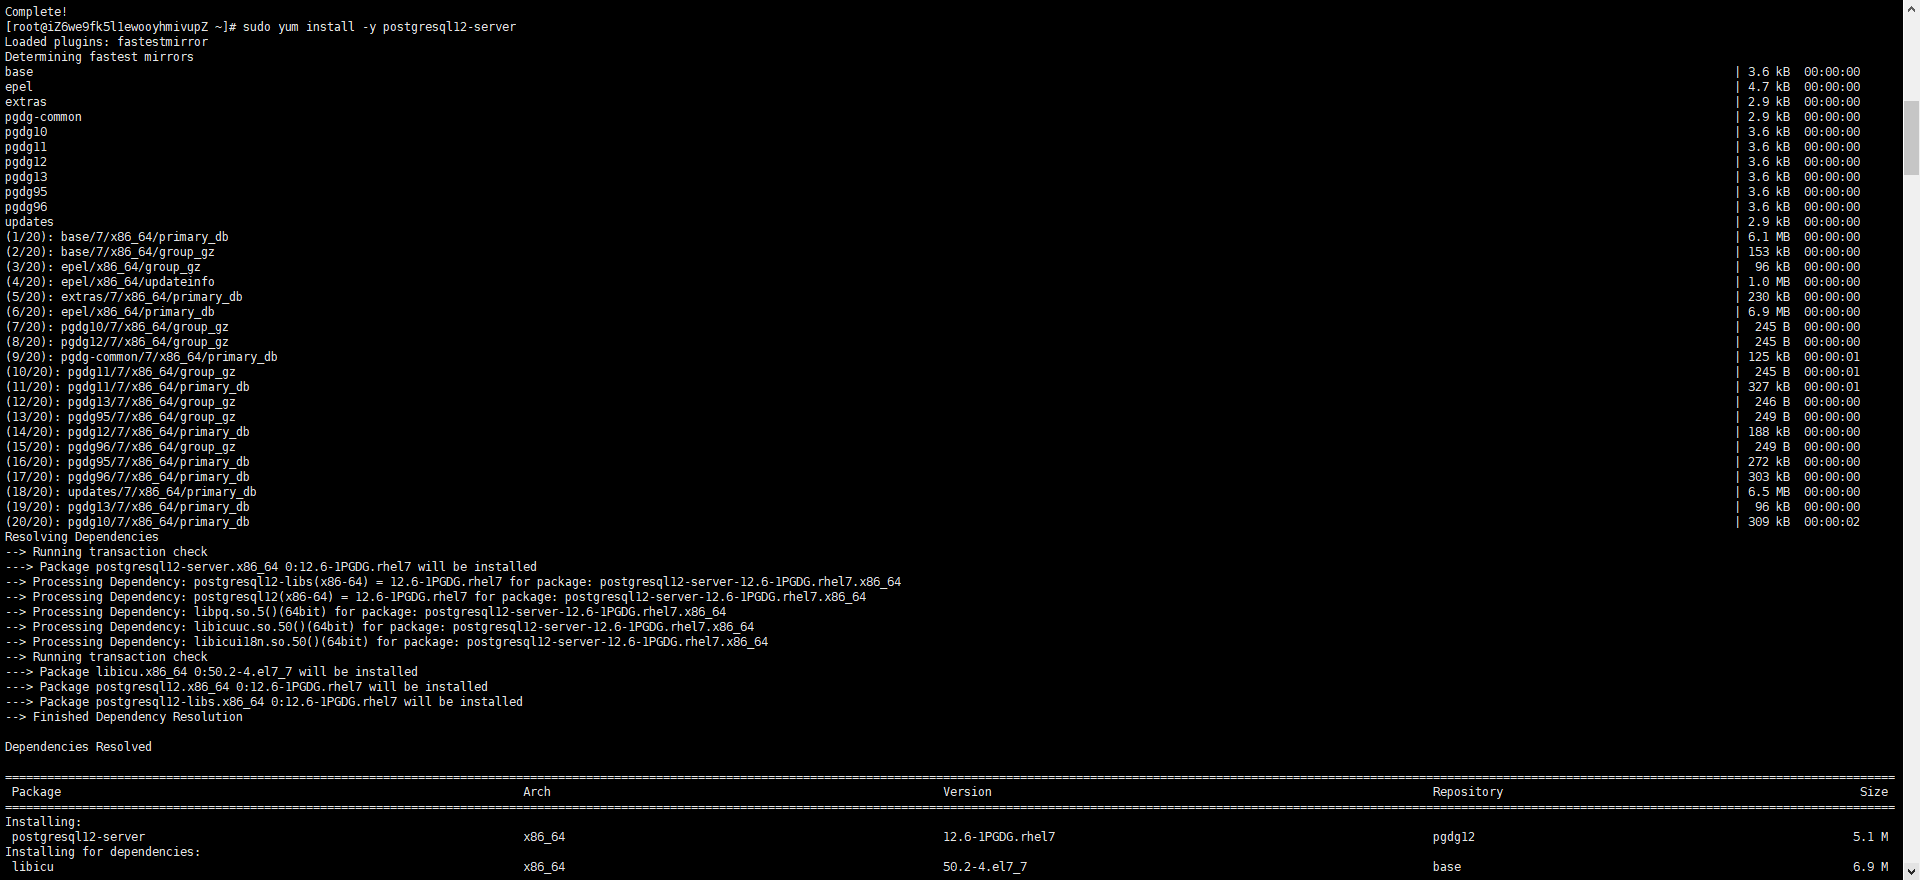 Complete!
[root@iZ6we9fk5l1ewooyhmivupZ ~]# sudo yum install -y postgresql12-server
Loaded plugins: fastestmirror
Determining fastest mirrors
base | 3.6 kB 00:00:00
epel | 4.7 kB 00:00:00
extras | 2.9 kB 00:00:00
pgdg-common | 2.9 kB 00:00:00
pgdg10 | 3.6 kB 00:00:00
pgdg11 | 3.6 kB 00:00:00
pgdg12 | 3.6 kB 00:00:00
pgdg13 | 3.6 kB 00:00:00
pgdg95 | 3.6 kB 00:00:00
pgdg96 | 3.6 kB 00:00:00
updates | 2.9 kB 00:00:00
(1/20): base/7/x86_64/primary_db | 6.1 MB 00:00:00
(2/20): base/7/x86_64/group_gz | 153 kB 00:00:00
(3/20): epel/x86_64/group_gz | 96 kB 00:00:00
(4/20): epel/x86_64/updateinfo | 1.0 MB 00:00:00
(5/20): extras/7/x86_64/primary_db | 230 kB 00:00:00
(6/20): epel/x86_64/primary_db | 6.9 MB 00:00:00
(7/20): pgdg10/7/x86_64/group_gz | 245 B 00:00:00
(8/20): pgdg12/7/x86_64/group_gz | 245 B 00:00:00
(9/20): pgdg-common/7/x86_64/primary_db | 125 kB 00:00:01
(10/20): pgdg11/7/x86_64/group_gz | 245 B 00:00:01
(11/20): pgdg11/7/x86_64/primary_db | 327 kB 00:00:01
(12/20): pgdg13/7/x86_64/group_gz | 246 B 00:00:00
(13/20): pgdg95/7/x86_64/group_gz | 249 B 00:00:00
(14/20): pgdg12/7/x86_64/primary_db | 188 kB 00:00:00
(15/20): pgdg96/7/x86_64/group_gz | 249 B 00:00:00
(16/20): pgdg95/7/x86_64/primary_db | 272 kB 00:00:00
(17/20): pgdg96/7/x86_64/primary_db | 303 kB 00:00:00
(18/20): updates/7/x86_64/primary_db | 6.5 MB 00:00:00
(19/20): pgdg13/7/x86_64/primary_db | 96 kB 00:00:00
(20/20): pgdg10/7/x86_64/primary_db | 309 kB 00:00:02
Resolving Dependencies
--> Running transaction check
---> Package postgresql12-server.x86_64 0:12.6-1PGDG.rhel7 will be installed
--> Processing Dependency: postgresql12-libs(x86-64) = 12.6-1PGDG.rhel7 for package: postgresql12-server-12.6-1PGDG.rhel7.x86_64
--> Processing Dependency: postgresql12(x86-64) = 12.6-1PGDG.rhel7 for package: postgresql12-server-12.6-1PGDG.rhel7.x86_64
--> Processing Dependency: libpq.so.5()(64bit) for package: postgresql12-server-12.6-1PGDG.rhel7.x86_64
--> Processing Dependency: libicuuc.so.50()(64bit) for package: postgresql12-server-12.6-1PGDG.rhel7.x86_64
--> Processing Dependency: libicui18n.so.50()(64bit) for package: postgresql12-server-12.6-1PGDG.rhel7.x86_64
--> Running transaction check
---> Package libicu.x86_64 0:50.2-4.el7_7 will be installed
---> Package postgresql12.x86_64 0:12.6-1PGDG.rhel7 will be installed
---> Package postgresql12-libs.x86_64 0:12.6-1PGDG.rhel7 will be installed
--> Finished Dependency Resolution
Dependencies Resolved
Package Arch Version Repository Size
Installing:
postgresql12-server x86_64 12.6-1PGDG.rhel7 pgdg12 5.1 M
Installing for dependencies:
libicu x86_64 50.2-4.el7_7 base 6.9 M